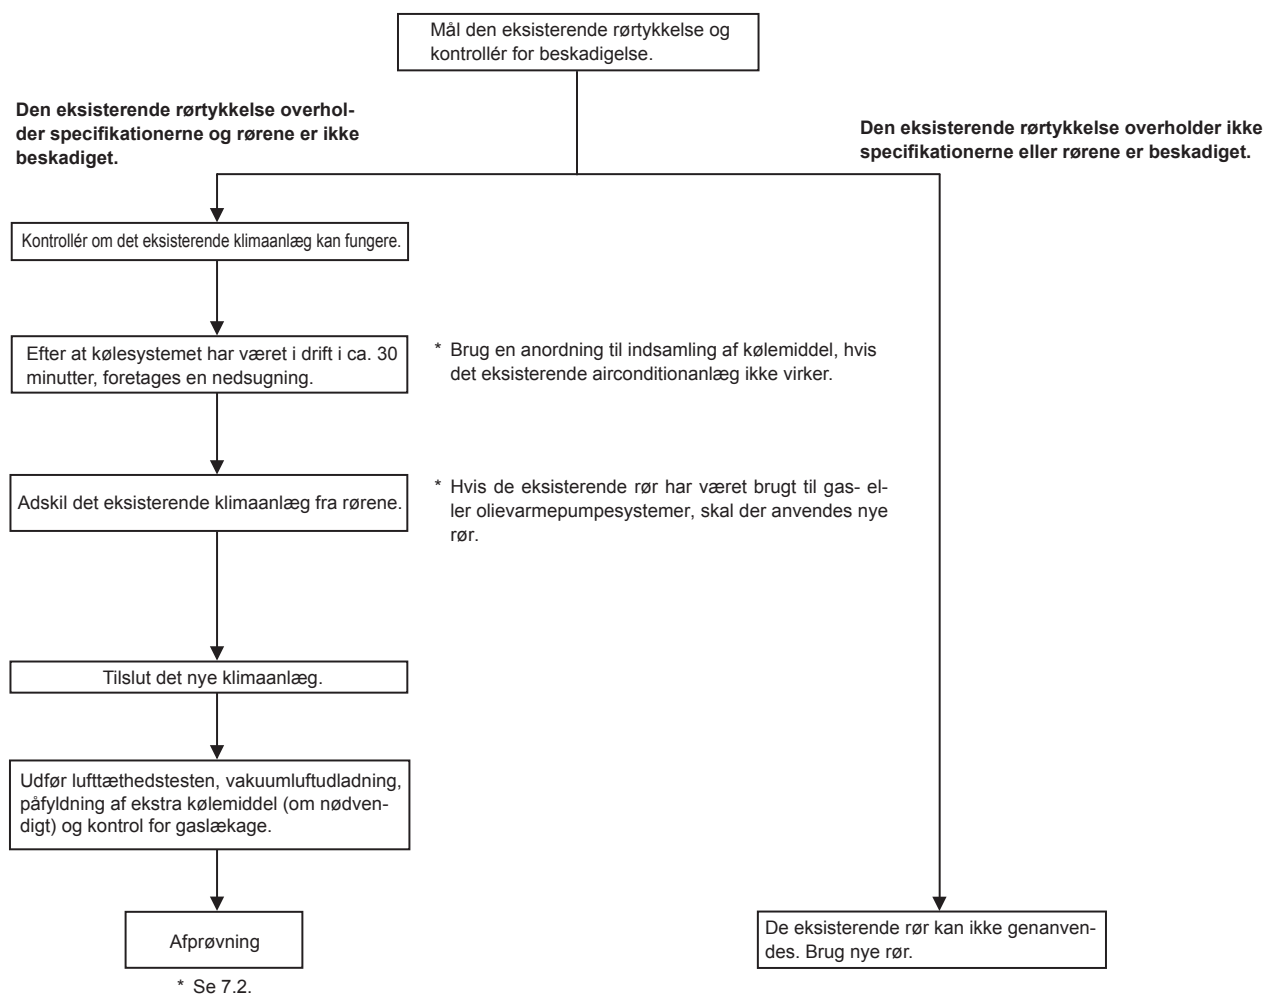 Mål den eksisterende rørtykkelse og
kontrollér for beskadigelse.
Den eksisterende rørtykkelse overhol-
der specifikationerne og rørene er ikke
beskadiget.
Den eksisterende rørtykkelse overholder ikke
specifikationerne eller rørene er beskadiget.
Kontrollér om det eksisterende klimaanlæg kan fungere.
Efter at kølesystemet har været i drift i ca. 30
minutter, foretages en nedsugning.
* Brug en anordning til indsamling af kølemiddel, hvis
det eksisterende airconditionanlæg ikke virker.
Adskil det eksisterende klimaanlæg fra rørene.
* Hvis de eksisterende rør har været brugt til gas- el-
ler olievarmepumpesystemer, skal der anvendes nye
rør.
Tilslut det nye klimaanlæg.
Udfør lufttæthedstesten, vakuumluftudladning,
påfyldning af ekstra kølemiddel (om nødven-
digt) og kontrol for gaslækage.
Afprøvning
* Se 7.2.
De eksisterende rør kan ikke genanven-
des. Brug nye rør.